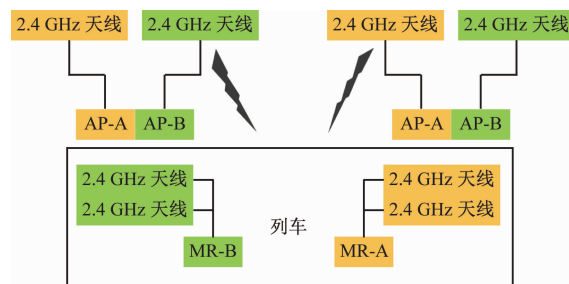 2.4 GHz 天线 2.4 GHz 天线 2.4 GHz 天线 2.4 GHz 天线
AP-A AP-B AP-A AP-B
2.4 GHz 天线 2.4 GHz 天线
2.4 GHz 天线 2.4 GHz 天线
列车
MR-B MR-A